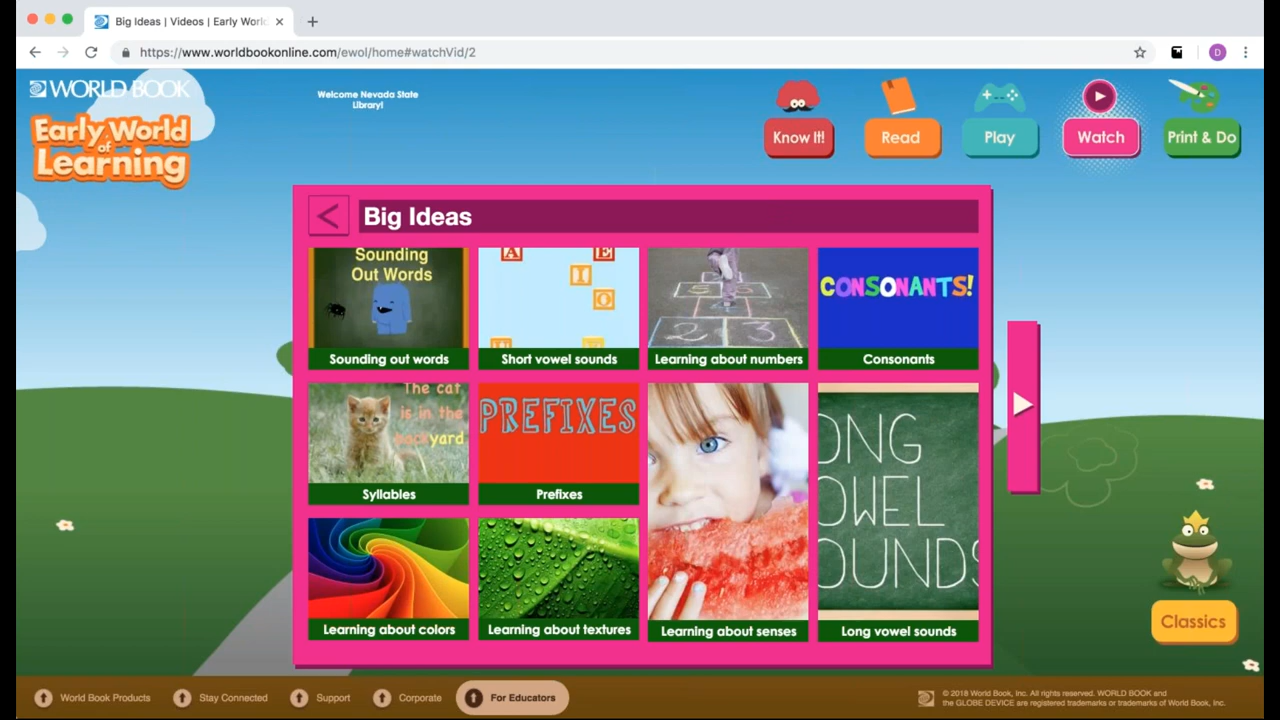 Big Ideas | Videos | Early Worl
https://www.worldbookonline.com/ewol/home#watchVid/2
D
WORLD BOOK
Early World
of
Learning
Welcome Nevada State
Library!
Know It!
Read
Play
Watch
Print & Do
Big Ideas
Sounding
Out Words
Sounding out words
A E
I
O
U
Short vowel sounds
5
2 3
Learning about numbers
CONSONANTS!
Consonants
The cat
is in the
backyard
Syllables
PREFIXES
Prefixes
Learning about senses
ONG
OWEL
OUNDS
Long vowel sounds
Learning about colors
Learning about textures
Classics
World Book Products
Stay Connected
Support
Corporate
For Educators
© 2018 World Book, Inc. All rights reserved. WORLD BOOK and
the GLOBE DEVICE are registered trademarks or trademarks of World Book, Inc.